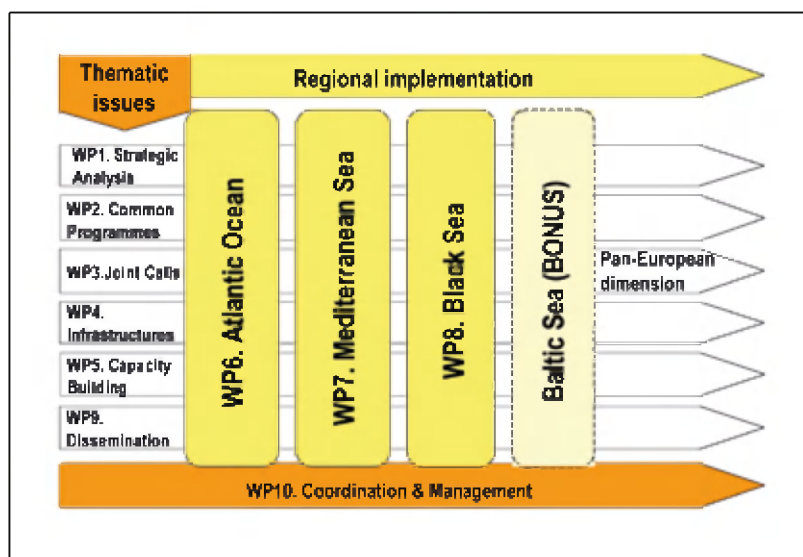 Thematic
issues
Regional implementation
WP1. Strategic
Analysis
WP2. Common
Programmes
WP3.Joint Calls
WP4.
Infrastructures
WP5. Capacity
Building
WP9.
Dissemination
WP6. Atlantic Ocean
WP7. Mediterranean Sea
WP8. Black Sea
Baltic Sea (BONUS)
Pan-European
dimension
WP10. Coordination & Management